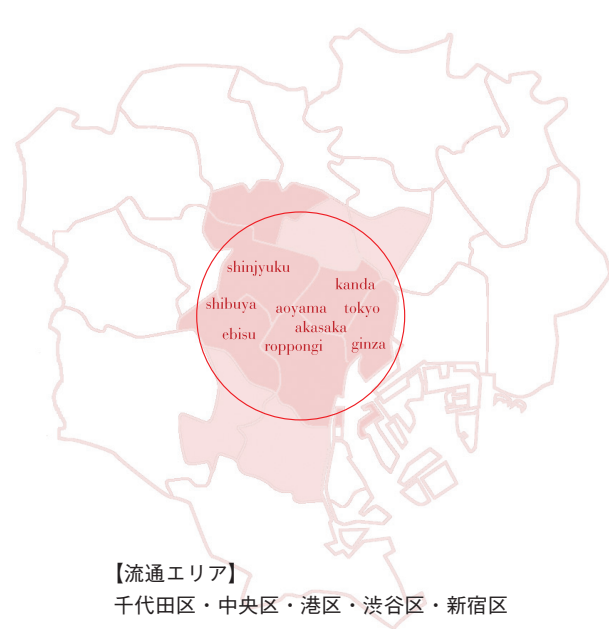 shinjyuku
kanda
shibuya
aoyama
tokyo
akasaka
ebisu
roppongi
ginza
【流通エリア】
千代田区・中央区・港区・渋谷区・新宿区